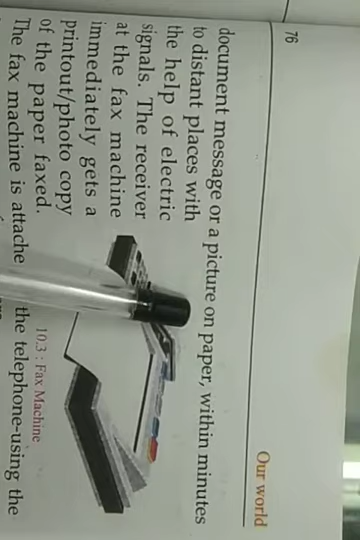 76
Our world
document message or a picture on paper, within minutes
to distant places with
the help of electric
signals. The receiver
at the fax machine
immediately gets a
printout/photo copy
of the paper faxed.
10.3 : Fax Machine
The fax machine is attache the telephone-using the